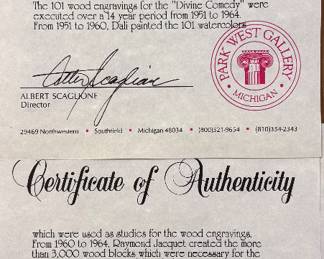 The 101 wood engravings for the "Divine Comedy" were
executed over a 14 year period from 1951 to 1964.
From 1951 to 1960, Dali painted the 101 watercolors
ALBERT SCAGLIONE
Director
PARK WEST GALLERY
• MICHIGAN •
29469 Northwestern • Southfield • Michigan 48034 • (800)521-9654 • (810)354-2343
Certificate of Authenticity
which were used as studies for the wood engravings.
From 1960 to 1964, Raymond Jacquet created the more
than 3,000 wood blocks which were necessary for the